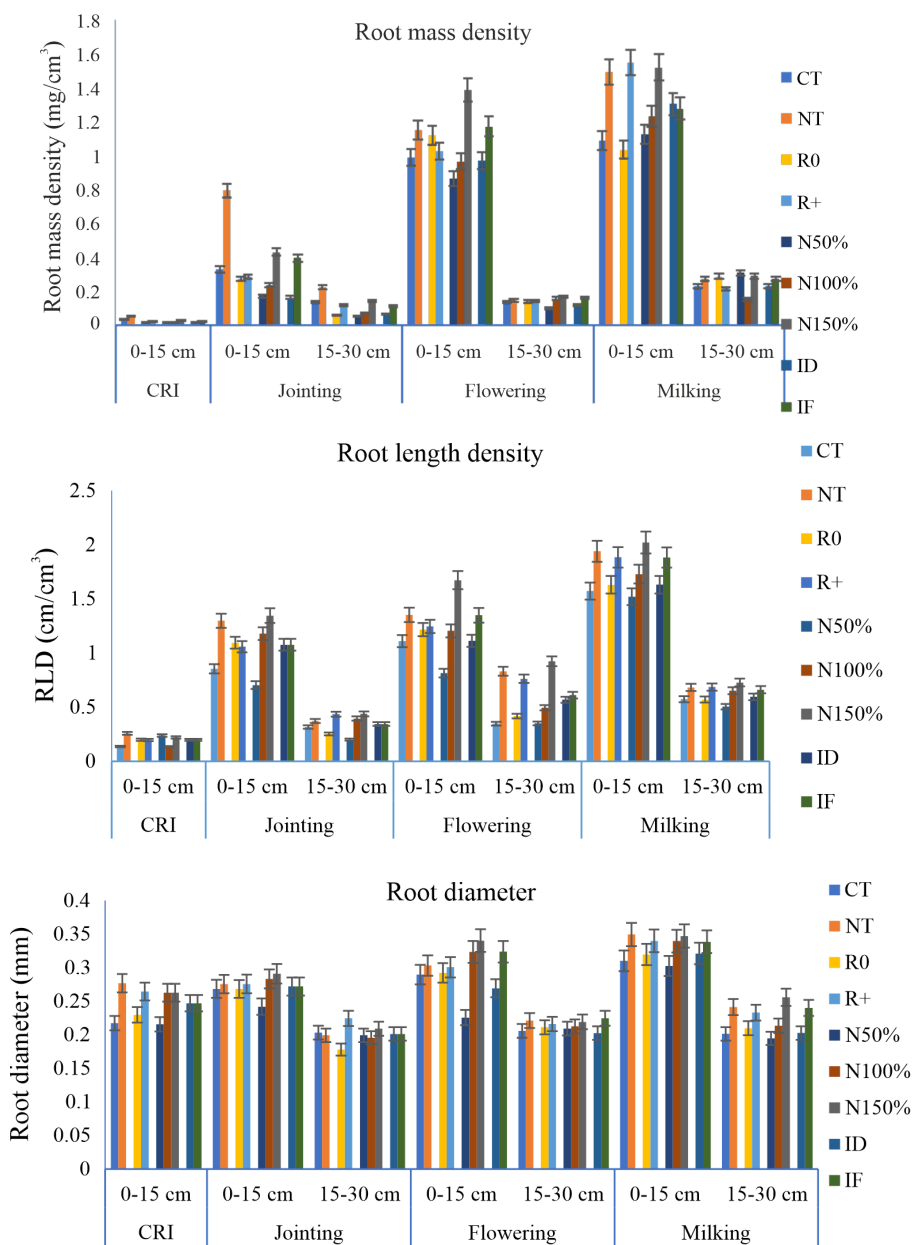 Root mass density
Root mass density (mg/cm³)
1.8
1.6
1.4
1.2
1
0.8
0.6
0.4
0.2
0
0-15 cm
0-15 cm
15-30 cm
0-15 cm
15-30 cm
0-15 cm
15-30 cm
CRI
Jointing
Flowering
Milking
CT
NT
R0
R+
N50%
N100%
N150%
ID
IF
Root length density
RLD (cm/cm³)
2.5
2
1.5
1
0.5
0
0-15 cm
0-15 cm
15-30 cm
0-15 cm
15-30 cm
0-15 cm
15-30 cm
CRI
Jointing
Flowering
Milking
CT
NT
R0
R+
N50%
N100%
N150%
ID
IF
Root diameter
Root diameter (mm)
0.4
0.35
0.3
0.25
0.2
0.15
0.1
0.05
0
0-15 cm
0-15 cm
15-30 cm
0-15 cm
15-30 cm
0-15 cm
15-30 cm
CRI
Jointing
Flowering
Milking
CT
NT
R0
R+
N50%
N100%
N150%
ID
IF